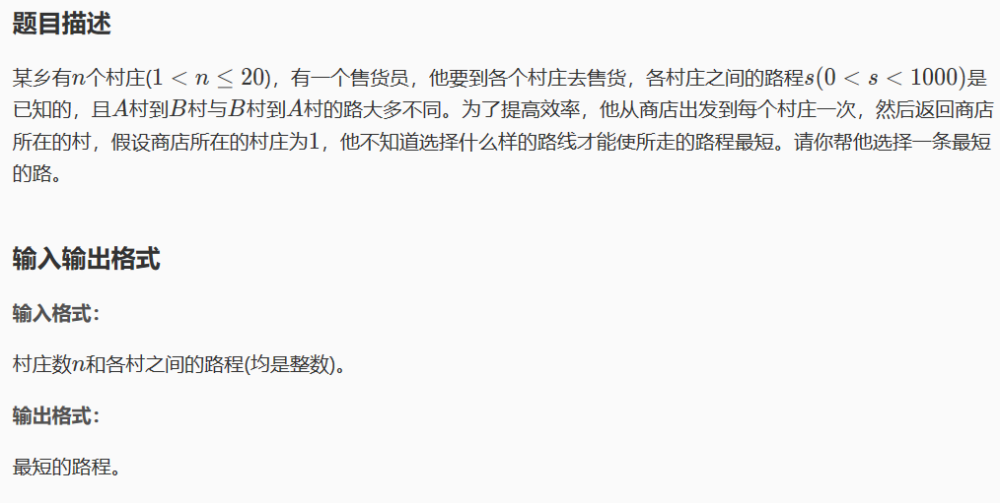 题目描述
某乡有n个村庄(1 < n ≤ 20)，有一个售货员，他要到各个村庄去售货，各村庄之间的路程s(0 < s < 1000)是
已知的，且A村到B村与B村到A村的路大多不同。为了提高效率，他从商店出发到每个村庄一次，然后返回商店
所在的村，假设商店所在的村庄为1，他不知道选择什么样的路线才能使所走的路程最短。请你帮他选择一条最短
的路。
输入输出格式
输入格式：
村庄数n和各村之间的路程(均是整数)。
输出格式：
最短的路程。